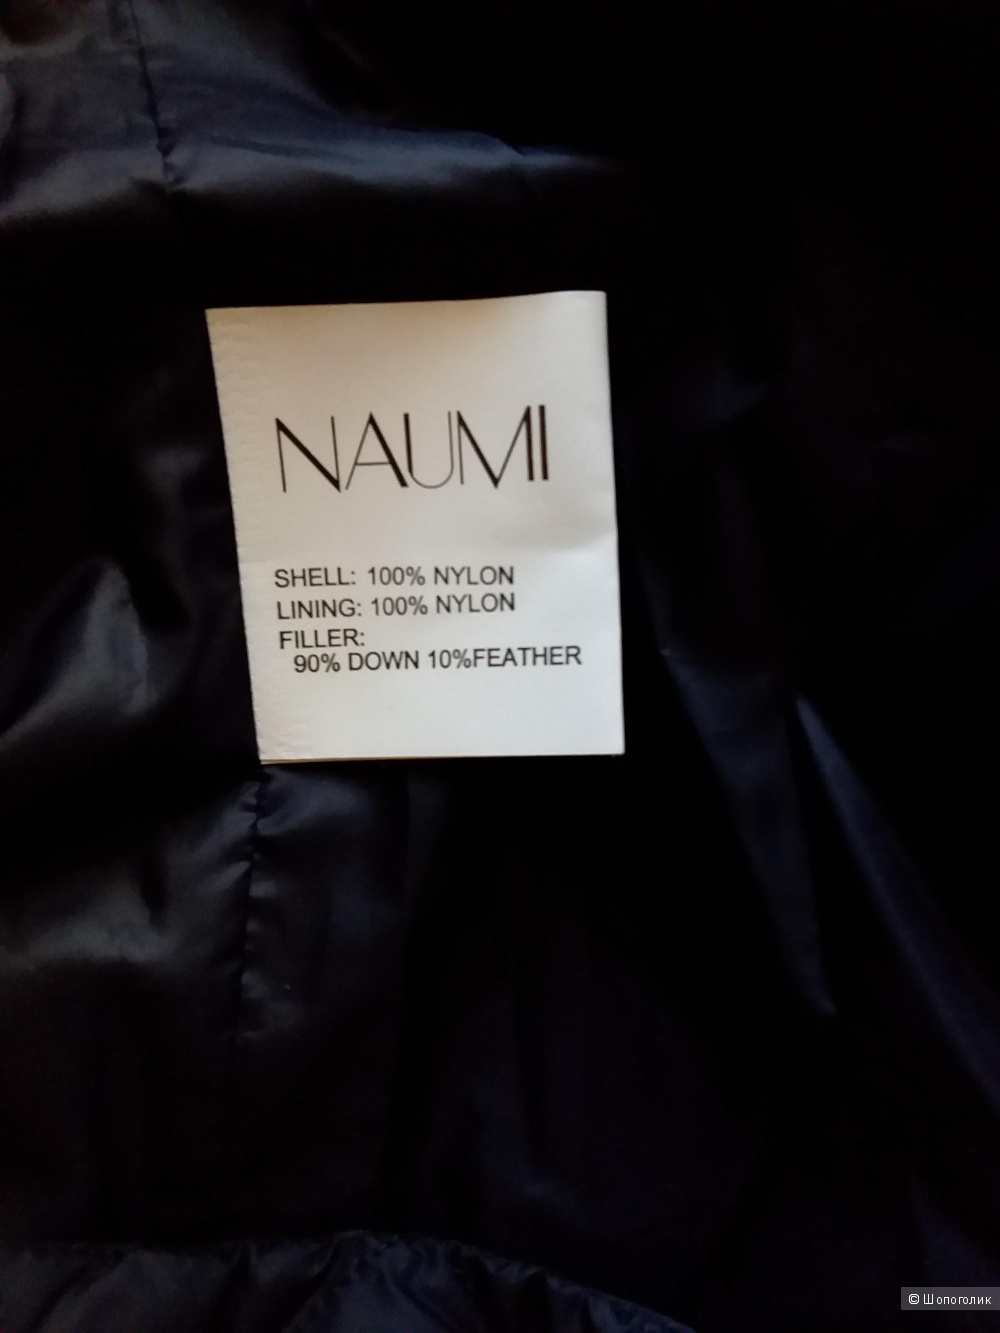 NAUMI
SHELL: 100% NYLON
LINING: 100% NYLON
FILLER:
90% DOWN 10%FEATHER
© Шопоголик